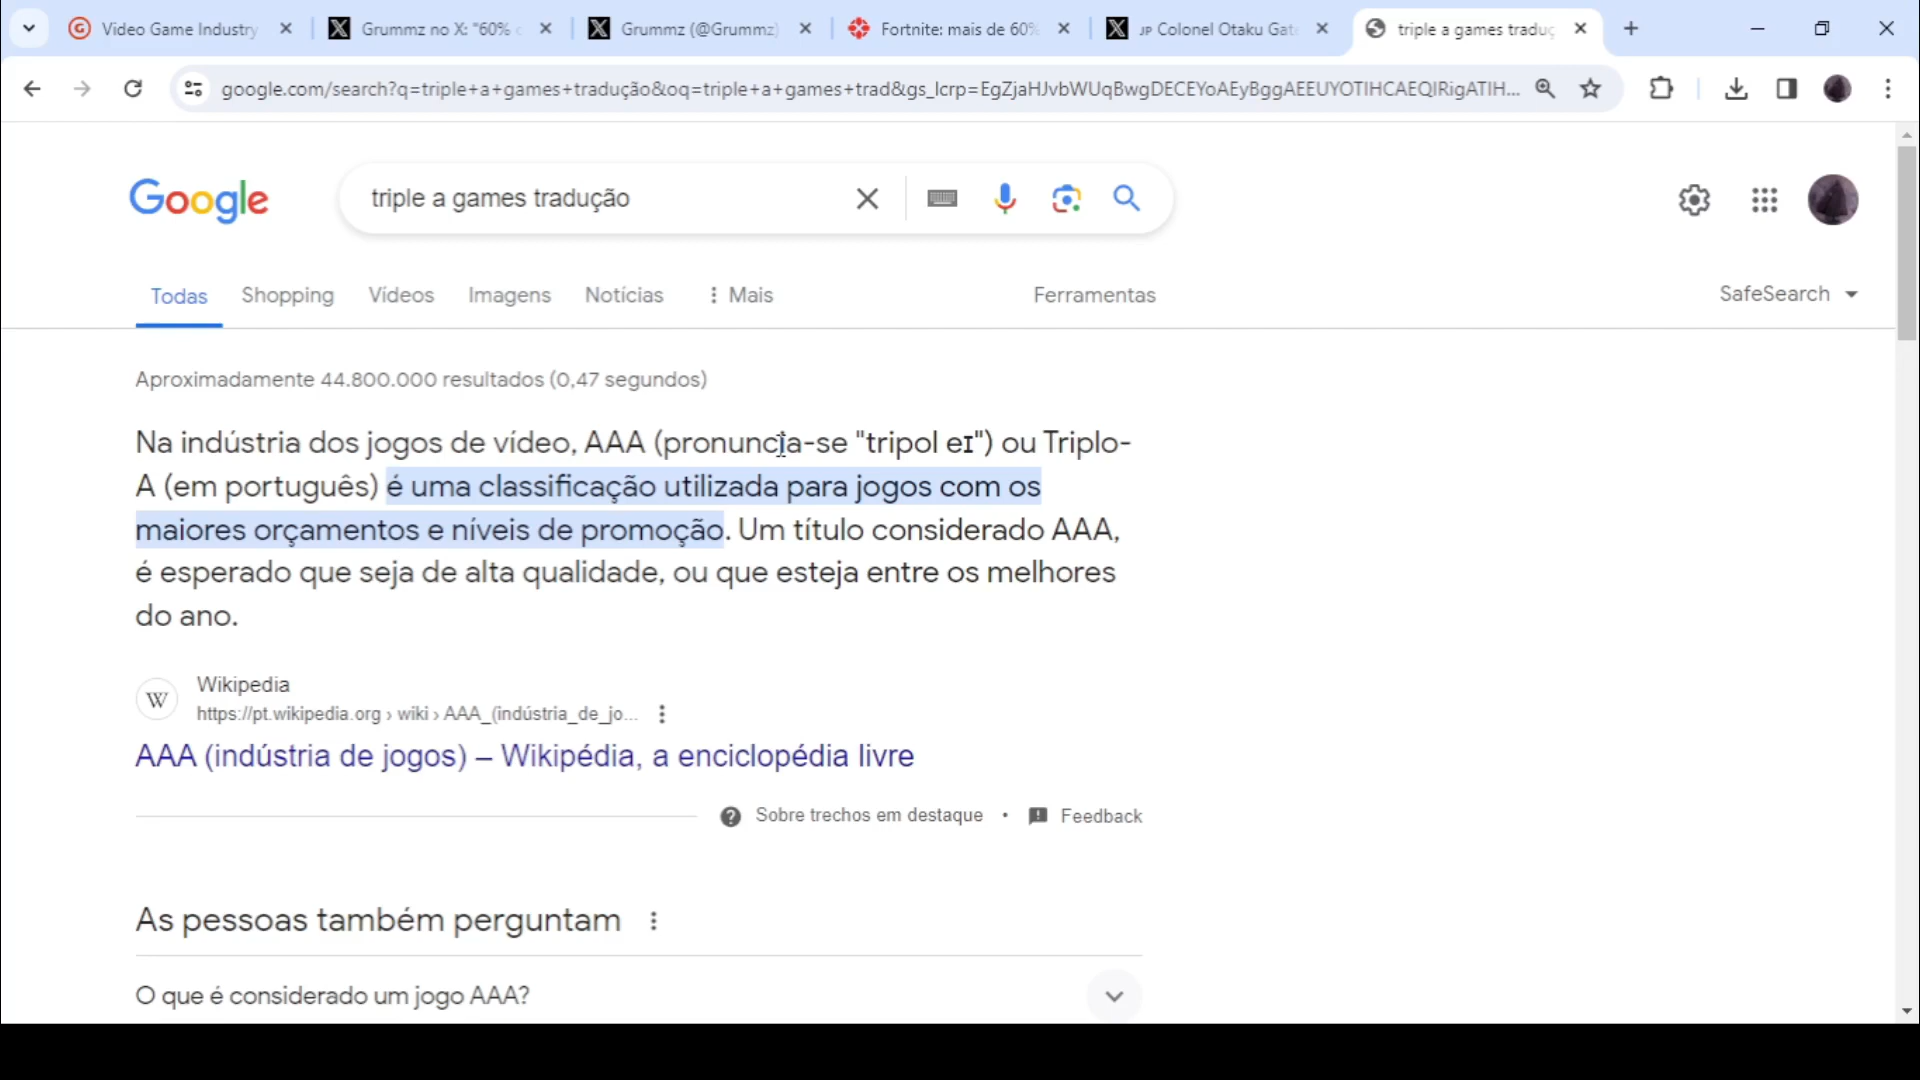 Video Game Industry
Grummz no X: "60%
Grummz (@Grummz)
Fortnite: mais de 60%
JP Colonel Otaku Gat
triple a games traduç
google.com/search?q=triple+a+games+tradução&oq=triple+a+games+trad&gs_lcrp=EgZjaHJvbWUqBwgDECEYoAEyBggAEEUYOTIHCAEQIRigATIH...
Google
triple a games tradução
Todas
Shopping
Vídeos
Imagens
Notícias
Mais
Ferramentas
SafeSearch
Aproximadamente 44.800.000 resultados (0,47 segundos)
Na indústria dos jogos de vídeo, AAA (pronuncia-se "tripol eɪ") ou Triplo-
A (em português) é uma classificação utilizada para jogos com os
maiores orçamentos e níveis de promoção. Um título considerado AAA,
é esperado que seja de alta qualidade, ou que esteja entre os melhores
do ano.
W
Wikipedia
https://pt.wikipedia.org › wiki › AAA_(indústria_de_jo...
AAA (indústria de jogos) – Wikipédia, a enciclopédia livre
Sobre trechos em destaque • Feedback
As pessoas também perguntam
O que é considerado um jogo AAA?